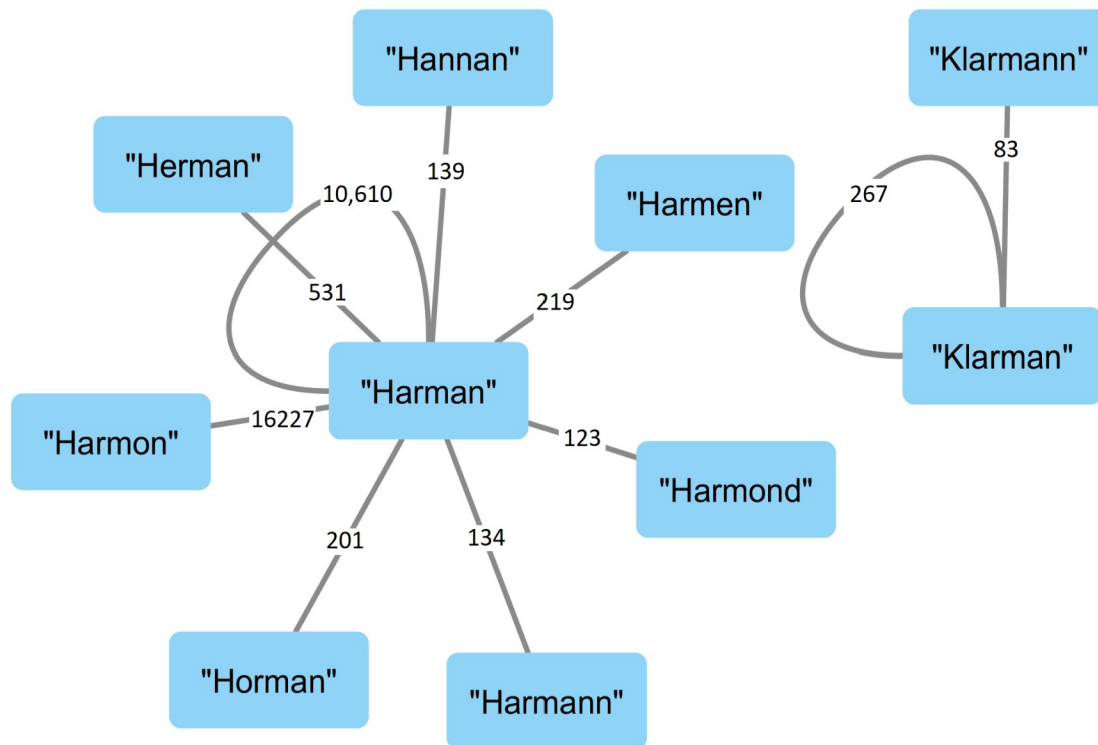 "Hannan"
"Klarmann"
"Herman"
139
83
10,610
267
"Harmen"
531
219
"Harman"
"Klarman"
16227
"Harmon"
123
"Harmond"
201
134
"Horman"
"Harmann"